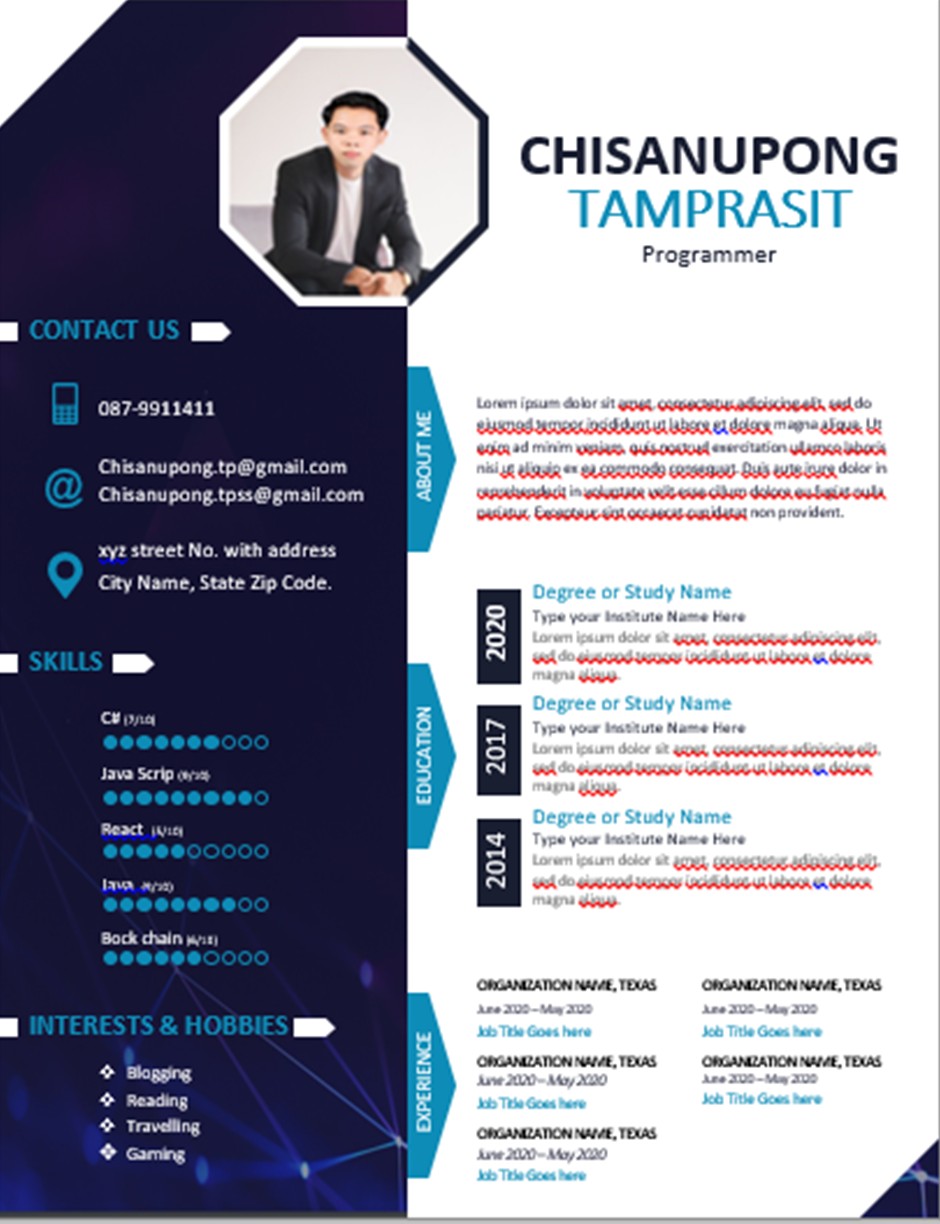 CHISANUPONG
TAMPRASIT
Programmer
CONTACT US
087-9911411
Chisanupong.tp@gmail.com
Chisanupong.tpss@gmail.com
xyz street No. with address
City Name, State Zip Code.
SKILLS
C# (7/10)
Java Scrip (9/10)
React (5/10)
Java (8/10)
Bock chain (6/10)
INTERESTS & HOBBIES
Blogging
Reading
Travelling
Gaming
ABOUT ME
Lorem ipsum dolor sit amet, consectetur adipiscing elit, sed do
eiusmod tempor incididunt ut labore et dolore magna aliqua. Ut
enim ad minim veniam, quis nostrud exercitation ullamco laboris
nisi ut aliquip ex ea commodo consequat. Duis aute irure dolor in
reprehenderit in voluptate velit esse cillum dolore eu fugiat nulla
pariatur. Excepteur sint occaecat cupidatat non provident.
EDUCATION
2020
Degree or Study Name
Type your Institute Name Here
Lorem ipsum dolor sit amet, consectetur adipiscing elit,
sed do eiusmod tempor incididunt ut labore et dolore
magna aliqua.
2017
Degree or Study Name
Type your Institute Name Here
Lorem ipsum dolor sit amet, consectetur adipiscing elit,
sed do eiusmod tempor incididunt ut labore et dolore
magna aliqua.
2014
Degree or Study Name
Type your Institute Name Here
Lorem ipsum dolor sit amet, consectetur adipiscing elit,
sed do eiusmod tempor incididunt ut labore et dolore
magna aliqua.
EXPERIENCE
ORGANIZATION NAME, TEXAS
June 2020 – May 2020
Job Title Goes here
ORGANIZATION NAME, TEXAS
June 2020 – May 2020
Job Title Goes here
ORGANIZATION NAME, TEXAS
June 2020 – May 2020
Job Title Goes here
ORGANIZATION NAME, TEXAS
June 2020 – May 2020
Job Title Goes here
ORGANIZATION NAME, TEXAS
June 2020 – May 2020
Job Title Goes here